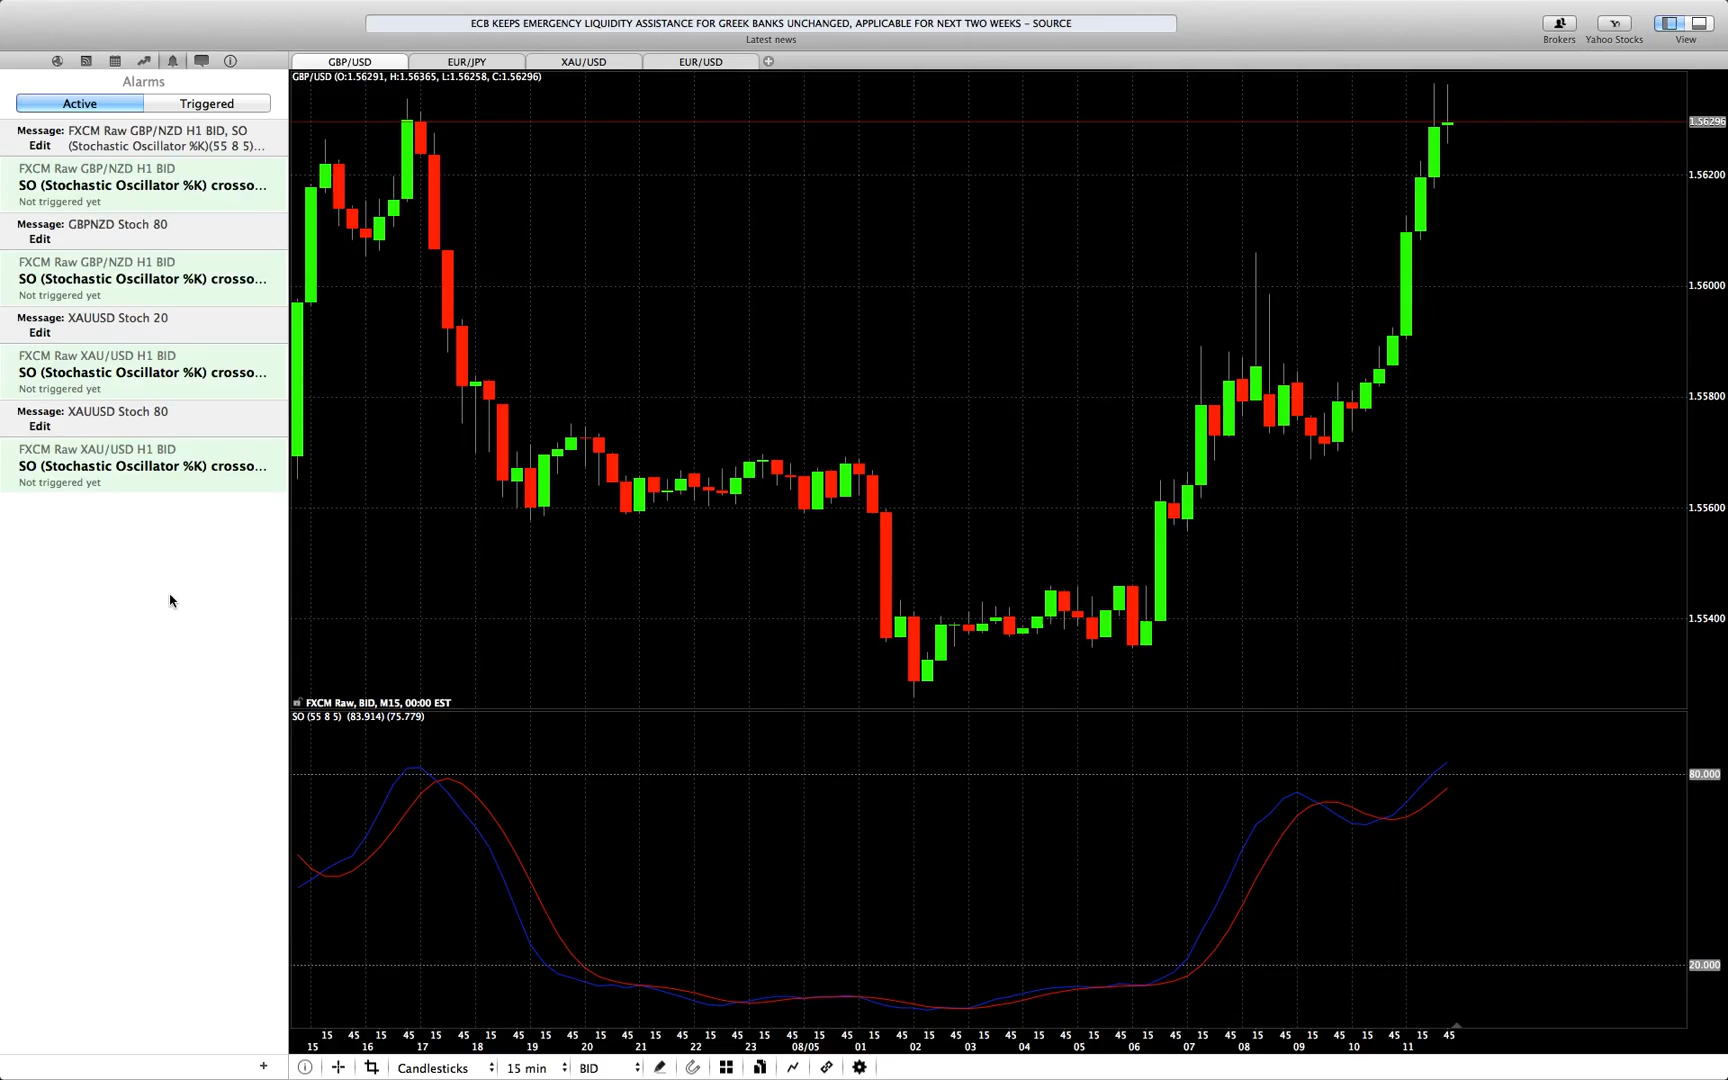 ECB KEEPS EMERGENCY LIQUIDITY ASSISTANCE FOR GREEK BANKS UNCHANGED, APPLICABLE FOR NEXT TWO WEEKS - SOURCE
Latest news
Brokers
Yahoo Stocks
View
GBP/USD
EUR/JPY
XAU/USD
EUR/USD
Alarms
Active
Triggered
Message: FXCM Raw GBP/NZD H1 BID, SO
Edit (Stochastic Oscillator %K)(55 8 5)...
FXCM Raw GBP/NZD H1 BID
SO (Stochastic Oscillator %K) crosso...
Not triggered yet
Message: GBPNZD Stoch 80
Edit
FXCM Raw GBP/NZD H1 BID
SO (Stochastic Oscillator %K) crosso...
Not triggered yet
Message: XAUUSD Stoch 20
Edit
FXCM Raw XAU/USD H1 BID
SO (Stochastic Oscillator %K) crosso...
Not triggered yet
Message: XAUUSD Stoch 80
Edit
FXCM Raw XAU/USD H1 BID
SO (Stochastic Oscillator %K) crosso...
Not triggered yet
GBP/USD (O:1.56291, H:1.56365, L:1.56258, C:1.56296)
1.56296
1.56200
1.56000
1.55800
1.55600
1.55400
FXCM Raw, BID, M15, 00:00 EST
SO (55 8 5) (83.914) (75.779)
80.000
20.000
15 45 15 45 15 45 15 45 15 45 15 45 15 45 15 45 15 45 15 45 15 45 15 45 15 45 15 45 15 45 15 45 15 45 15 45 15 45 15 45 15 45
15 16 17 18 19 20 21 22 23 08/05 01 02 03 04 05 06 07 08 09 10 11
Candlesticks
15 min
BID